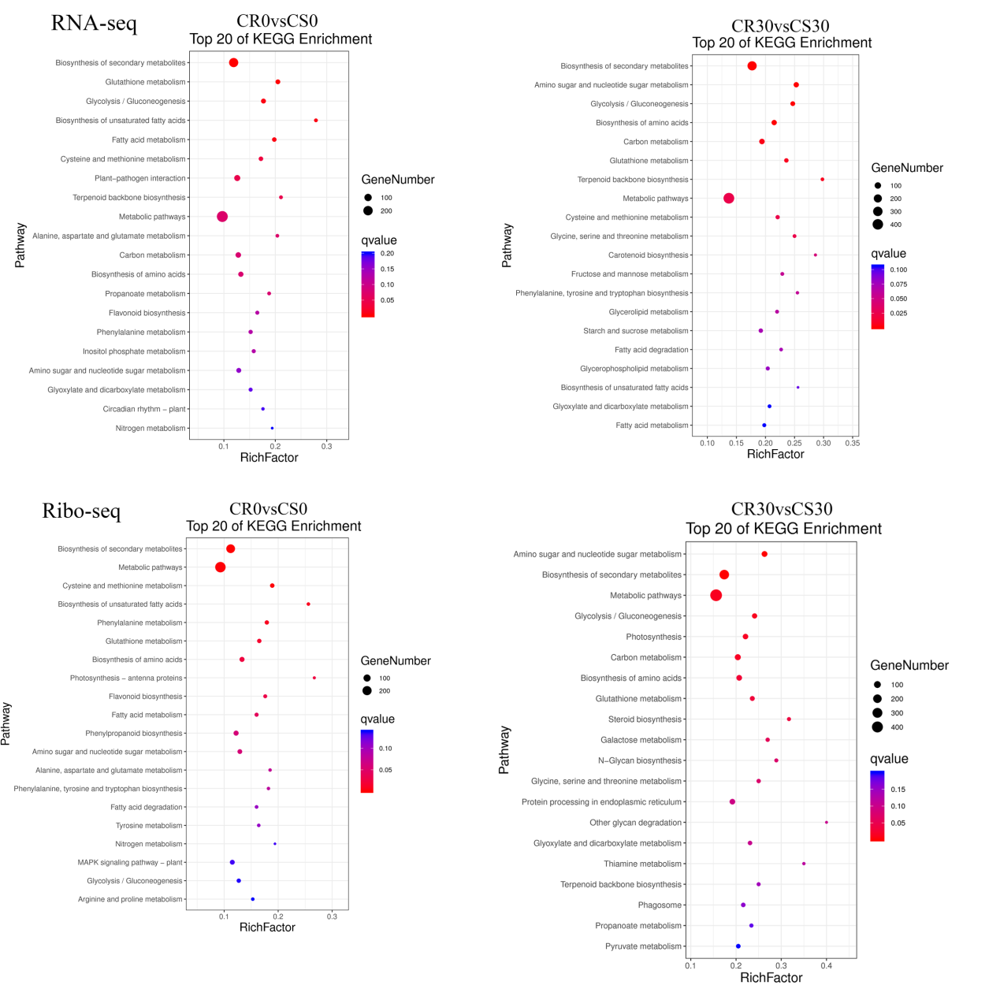 RNA-seq
CR0vsCS0
Top 20 of KEGG Enrichment
Pathway
Biosynthesis of secondary metabolites
Glutathione metabolism
Glycolysis / Gluconeogenesis
Biosynthesis of unsaturated fatty acids
Fatty acid metabolism
Cysteine and methionine metabolism
Plant−pathogen interaction
Terpenoid backbone biosynthesis
Metabolic pathways
Alanine, aspartate and glutamate metabolism
Carbon metabolism
Biosynthesis of amino acids
Propanoate metabolism
Flavonoid biosynthesis
Phenylalanine metabolism
Inositol phosphate metabolism
Amino sugar and nucleotide sugar metabolism
Glyoxylate and dicarboxylate metabolism
Circadian rhythm − plant
Nitrogen metabolism
0.1 0.2 0.3
RichFactor
GeneNumber
100
200
qvalue
0.20
0.15
0.10
0.05
CR30vsCS30
Top 20 of KEGG Enrichment
Pathway
Biosynthesis of secondary metabolites
Amino sugar and nucleotide sugar metabolism
Glycolysis / Gluconeogenesis
Biosynthesis of amino acids
Carbon metabolism
Glutathione metabolism
Terpenoid backbone biosynthesis
Metabolic pathways
Cysteine and methionine metabolism
Glycine, serine and threonine metabolism
Carotenoid biosynthesis
Fructose and mannose metabolism
Phenylalanine, tyrosine and tryptophan biosynthesis
Glycerolipid metabolism
Starch and sucrose metabolism
Fatty acid degradation
Glycerophospholipid metabolism
Biosynthesis of unsaturated fatty acids
Glyoxylate and dicarboxylate metabolism
Fatty acid metabolism
0.10 0.15 0.20 0.25 0.30 0.35
RichFactor
GeneNumber
100
200
300
400
qvalue
0.100
0.075
0.050
0.025
Ribo-seq
CR0vsCS0
Top 20 of KEGG Enrichment
Pathway
Biosynthesis of secondary metabolites
Metabolic pathways
Cysteine and methionine metabolism
Biosynthesis of unsaturated fatty acids
Phenylalanine metabolism
Glutathione metabolism
Biosynthesis of amino acids
Photosynthesis − antenna proteins
Flavonoid biosynthesis
Fatty acid metabolism
Phenylpropanoid biosynthesis
Amino sugar and nucleotide sugar metabolism
Alanine, aspartate and glutamate metabolism
Phenylalanine, tyrosine and tryptophan biosynthesis
Fatty acid degradation
Tyrosine metabolism
Nitrogen metabolism
MAPK signaling pathway − plant
Glycolysis / Gluconeogenesis
Arginine and proline metabolism
0.1 0.2 0.3
RichFactor
GeneNumber
100
200
qvalue
0.10
0.05
CR30vsCS30
Top 20 of KEGG Enrichment
Pathway
Amino sugar and nucleotide sugar metabolism
Biosynthesis of secondary metabolites
Metabolic pathways
Glycolysis / Gluconeogenesis
Photosynthesis
Carbon metabolism
Biosynthesis of amino acids
Glutathione metabolism
Steroid biosynthesis
Galactose metabolism
N−Glycan biosynthesis
Glycine, serine and threonine metabolism
Protein processing in endoplasmic reticulum
Other glycan degradation
Glyoxylate and dicarboxylate metabolism
Thiamine metabolism
Terpenoid backbone biosynthesis
Phagosome
Propanoate metabolism
Pyruvate metabolism
0.1 0.2 0.3 0.4
RichFactor
GeneNumber
100
200
300
400
qvalue
0.15
0.10
0.05